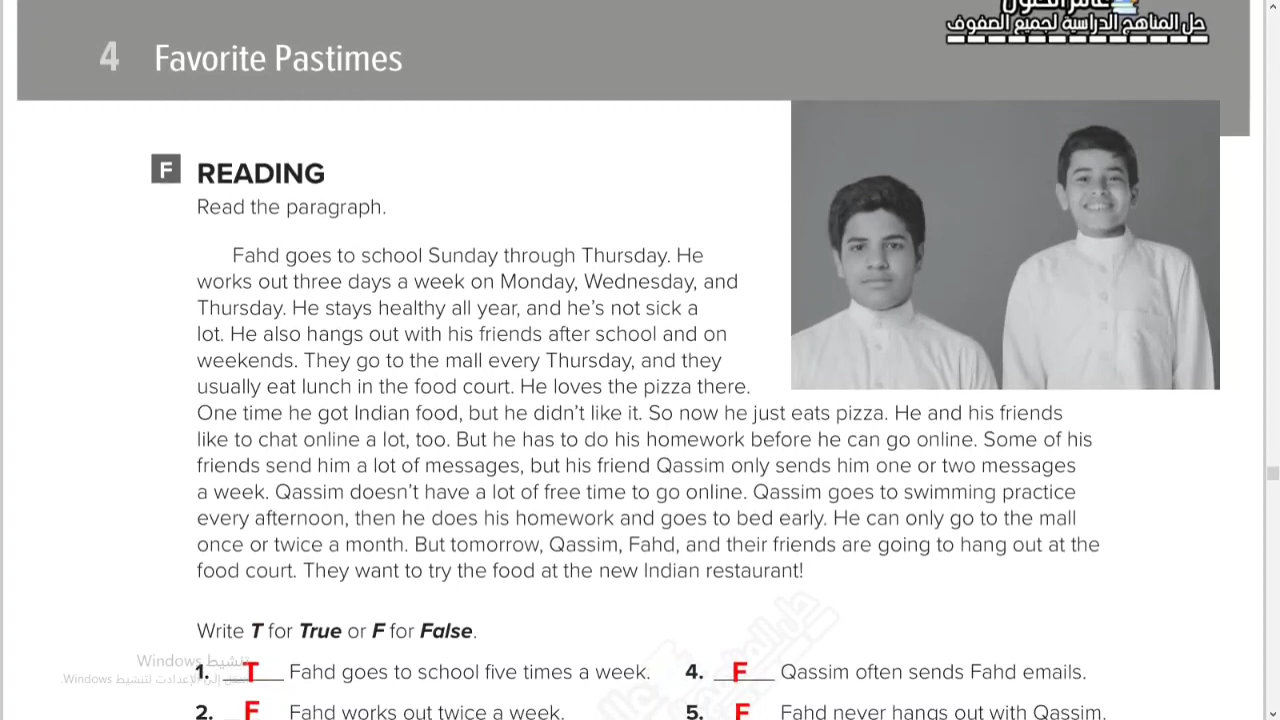 حل المناهج الدراسية لجميع الصفوف
4 Favorite Pastimes
F READING
Read the paragraph.
Fahd goes to school Sunday through Thursday. He
works out three days a week on Monday, Wednesday, and
Thursday. He stays healthy all year, and he’s not sick a
lot. He also hangs out with his friends after school and on
weekends. They go to the mall every Thursday, and they
usually eat lunch in the food court. He loves the pizza there.
One time he got Indian food, but he didn’t like it. So now he just eats pizza. He and his friends
like to chat online a lot, too. But he has to do his homework before he can go online. Some of his
friends send him a lot of messages, but his friend Qassim only sends him one or two messages
a week. Qassim doesn’t have a lot of free time to go online. Qassim goes to swimming practice
every afternoon, then he does his homework and goes to bed early. He can only go to the mall
once or twice a month. But tomorrow, Qassim, Fahd, and their friends are going to hang out at the
food court. They want to try the food at the new Indian restaurant!
Write T for True or F for False.
تنشيط Windows
إلى الإعدادات لتنشيط Windows.
1. T Fahd goes to school five times a week.
2. F Fahd works out twice a week.
4. F Qassim often sends Fahd emails.
5. F Fahd never hangs out with Qassim.